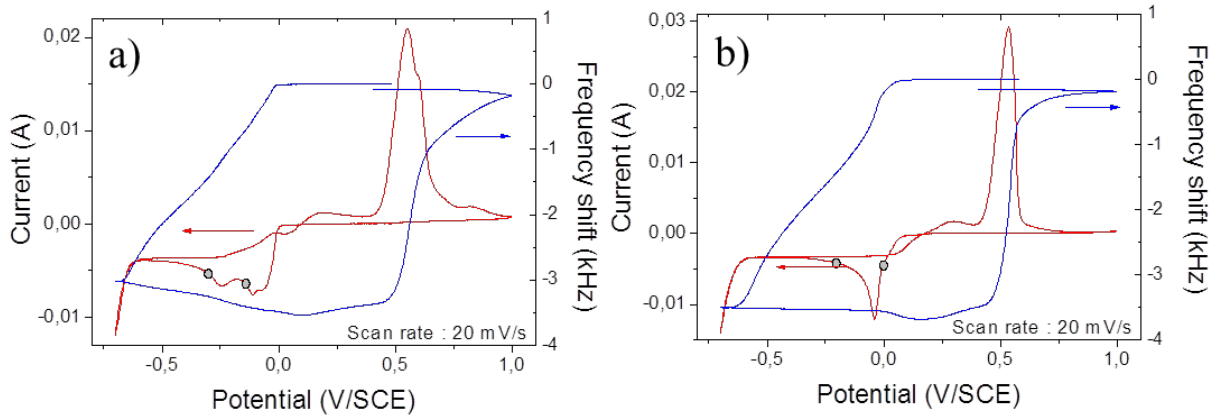 a)
Current (A)
0,02
0,01
0,00
-0,01
-0,5
0,0
0,5
1,0
Potential (V/SCE)
Scan rate : 20 mV/s
1
0
-1
-2
-3
-4
Frequency shift (kHz)
b)
Current (A)
0,03
0,02
0,01
0,00
-0,01
-0,5
0,0
0,5
1,0
Potential (V/SCE)
Scan rate : 20 mV/s
1
0
-1
-2
-3
-4
Frequency shift (kHz)